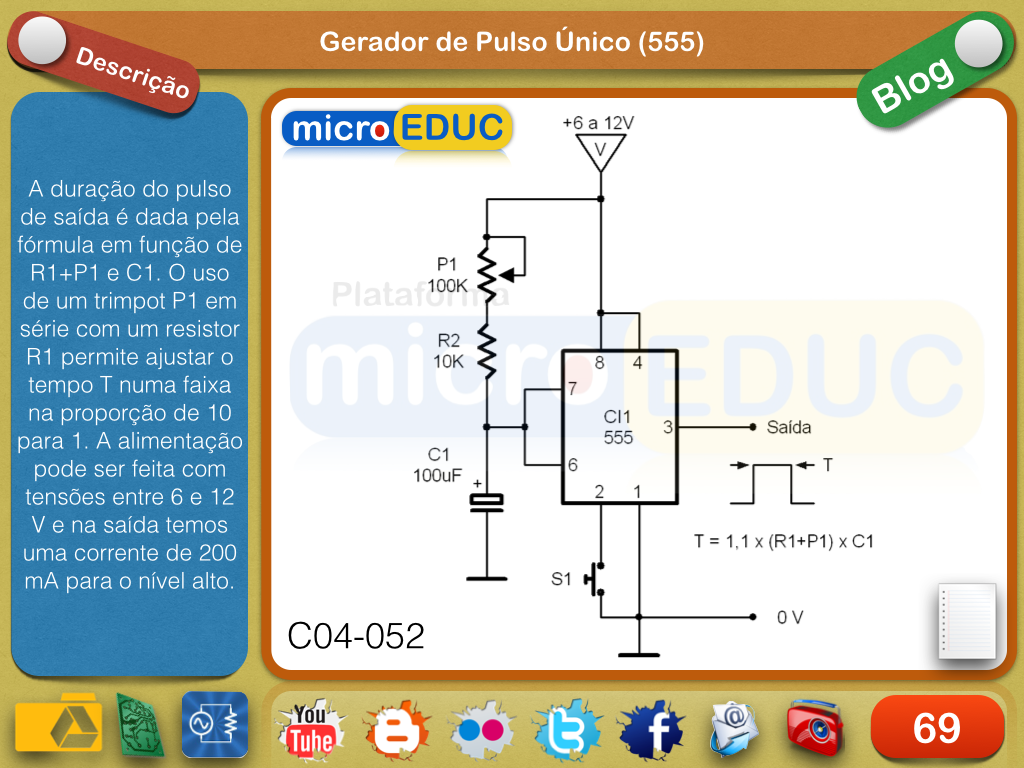 Gerador de Pulso Único (555)
Descrição
Blog
A duração do pulso
de saída é dada pela
fórmula em função de
R1+P1 e C1. O uso
de um trimpot P1 em
série com um resistor
R1 permite ajustar o
tempo T numa faixa
na proporção de 10
para 1. A alimentação
pode ser feita com
tensões entre 6 e 12
V e na saída temos
uma corrente de 200
mA para o nível alto.
microEDUC
+6 a 12V
V
P1
100K
Plataforma
microEDUC
R2
10K
8 4
7
CI1
555
3
Saída
C1
100uF
+
6
T
2 1
T = 1,1 x (R1+P1) x C1
S1
0 V
C04-052
You
Tube
69